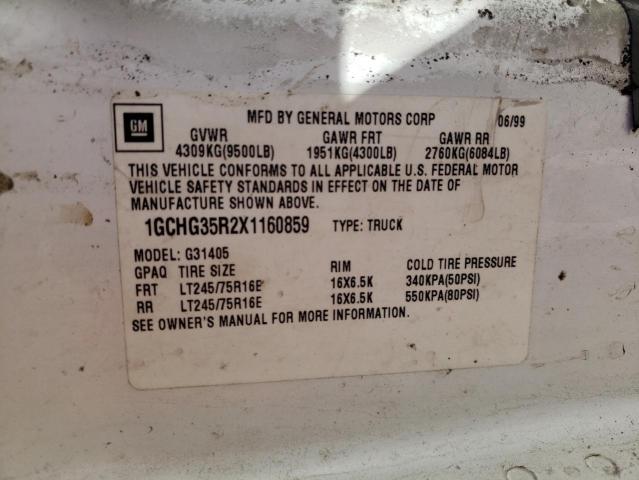 GM
MFD BY GENERAL MOTORS CORP 06/99
GVWR GAWR FRT GAWR RR
4309KG(9500LB) 1951KG(4300LB) 2760KG(6084LB)
THIS VEHICLE CONFORMS TO ALL APPLICABLE U.S. FEDERAL MOTOR
VEHICLE SAFETY STANDARDS IN EFFECT ON THE DATE OF
MANUFACTURE SHOWN ABOVE.
1GCHG35R2X1160859 TYPE: TRUCK
MODEL: G31405
GPAQ TIRE SIZE RIM COLD TIRE PRESSURE
FRT LT245/75R16E 16X6.5K 340KPA(50PSI)
RR LT245/75R16E 16X6.5K 550KPA(80PSI)
SEE OWNER'S MANUAL FOR MORE INFORMATION.